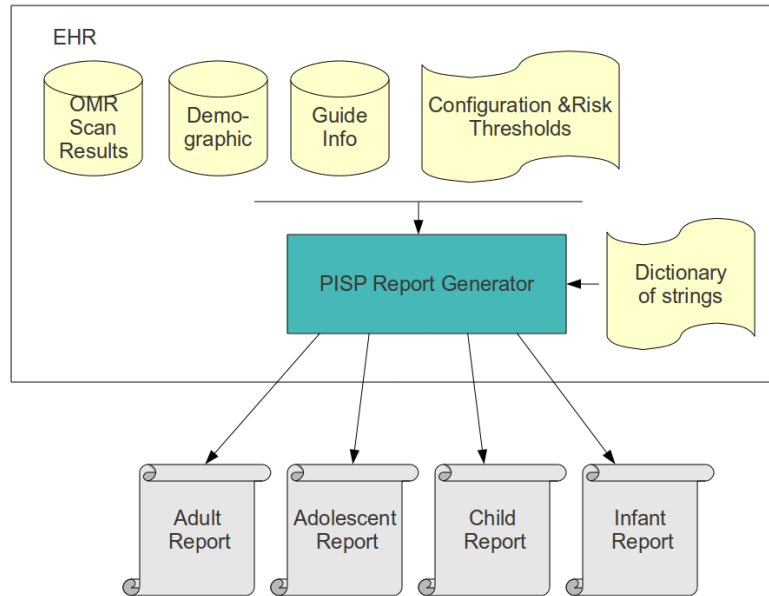 EHR
OMR
Scan
Results
Demo-
graphic
Guide
Info
Configuration &Risk
Thresholds
PISP Report Generator
Dictionary
of strings
Adult
Report
Adolescent
Report
Child
Report
Infant
Report